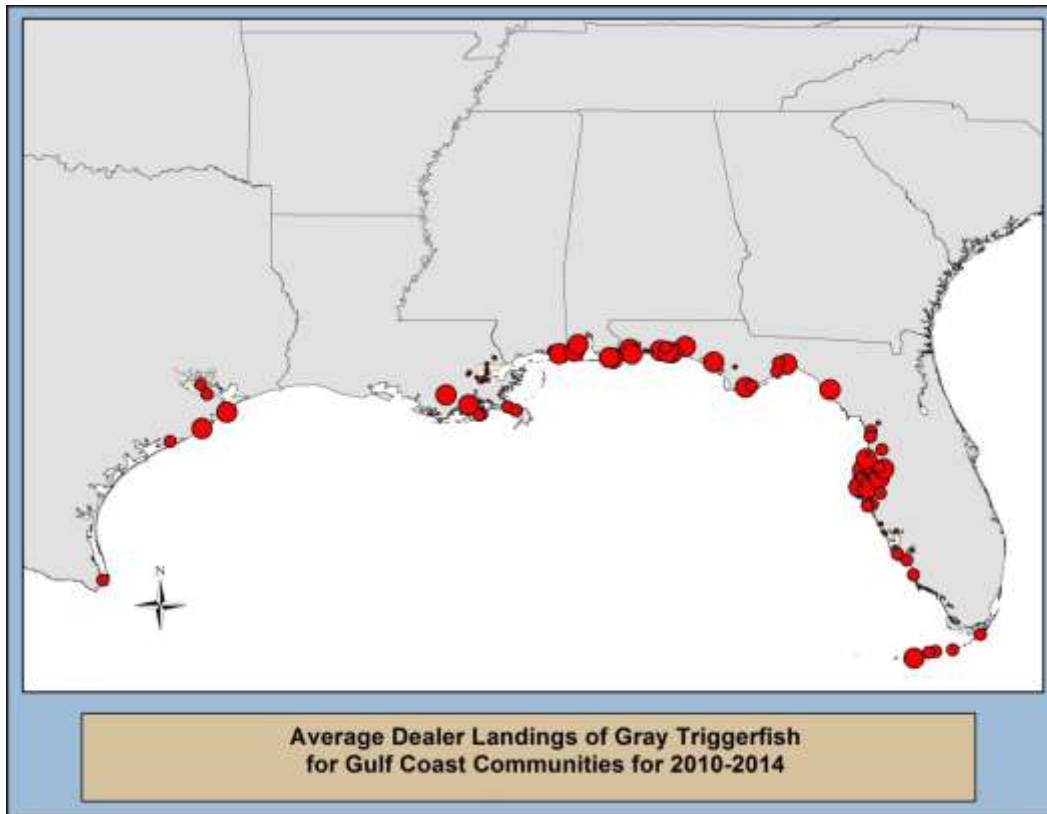 N
Average Dealer Landings of Gray Triggerfish
for Gulf Coast Communities for 2010-2014